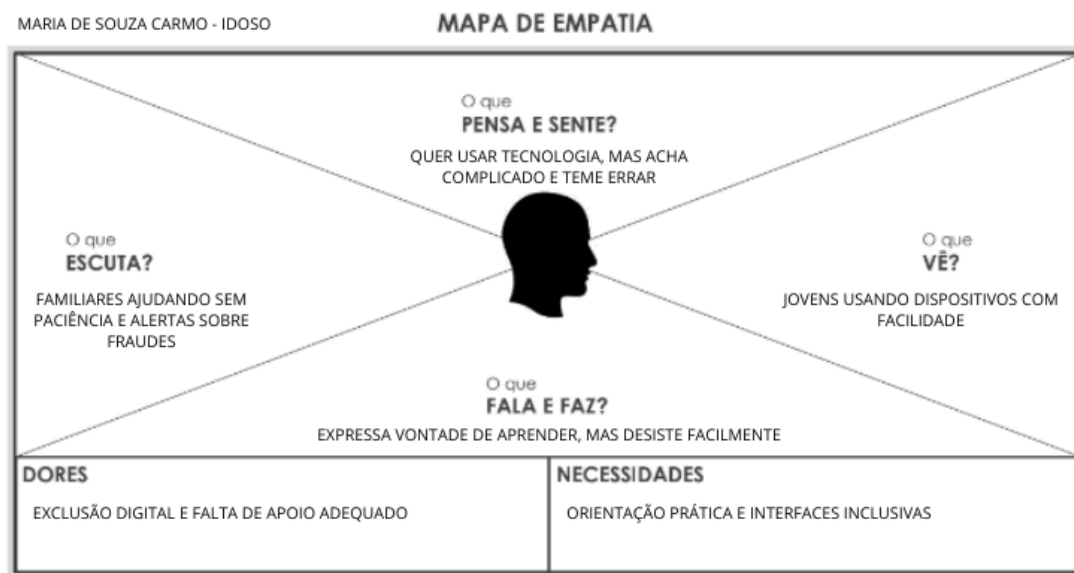 MARIA DE SOUZA CARMO - IDOSO
MAPA DE EMPATIA
O que
PENSA E SENTE?
QUER USAR TECNOLOGIA, MAS ACHA
COMPLICADO E TEME ERRAR
O que
ESCUTA?
FAMILIARES AJUDANDO SEM
PACIÊNCIA E ALERTAS SOBRE
FRAUDES
O que
VÊ?
JOVENS USANDO DISPOSITIVOS COM
FACILIDADE
O que
FALA E FAZ?
EXPRESSA VONTADE DE APRENDER, MAS DESISTE FACILMENTE
DORES
EXCLUSÃO DIGITAL E FALTA DE APOIO ADEQUADO
NECESSIDADES
ORIENTAÇÃO PRÁTICA E INTERFACES INCLUSIVAS